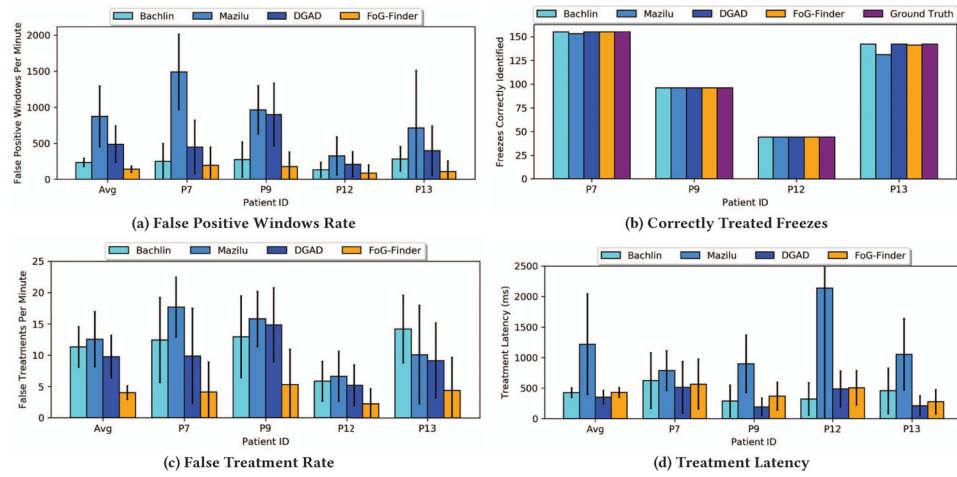 Bachlin Mazilu DGAD FoG-Finder
False Positive Windows Per Minute
2000
1500
1000
500
0
Avg P7 P9 P12 P13
Patient ID
(a) False Positive Windows Rate
Bachlin Mazilu DGAD FoG-Finder Ground Truth
Freezes Correctly Identified
150
125
100
75
50
25
0
P7 P9 P12 P13
Patient ID
(b) Correctly Treated Freezes
Bachlin Mazilu DGAD FoG-Finder
False Treatments Per Minute
25
20
15
10
5
0
Avg P7 P9 P12 P13
Patient ID
(c) False Treatment Rate
Bachlin Mazilu DGAD FoG-Finder
Treatment Latency (ms)
2500
2000
1500
1000
500
0
Avg P7 P9 P12 P13
Patient ID
(d) Treatment Latency